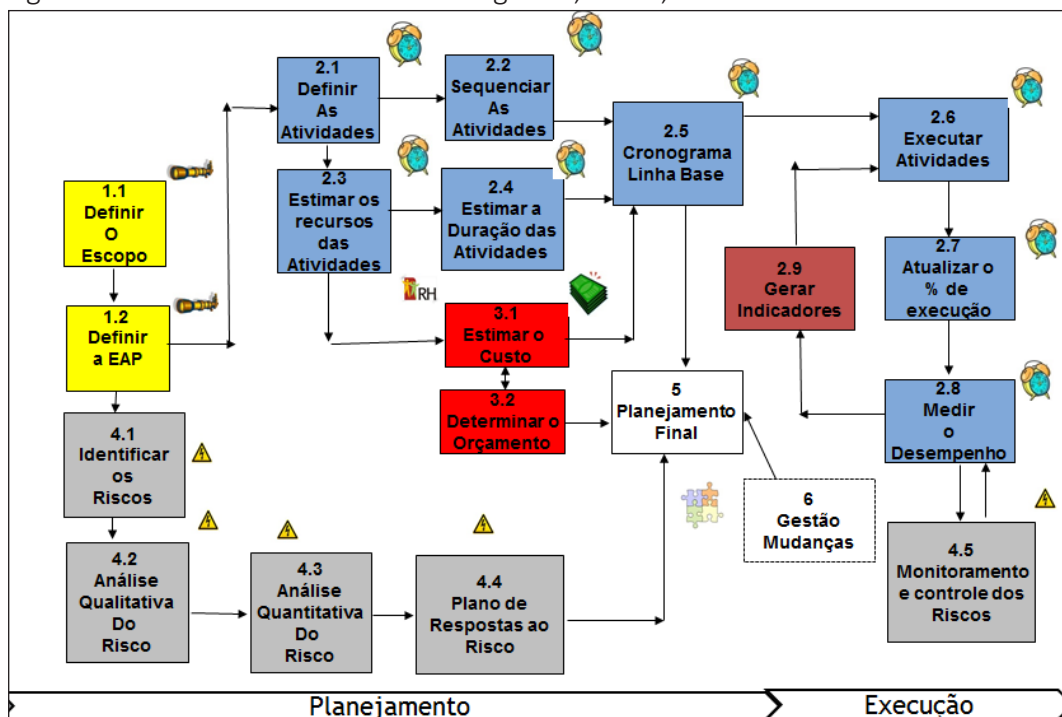 2.1
Definir
As
Atividades
2.2
Sequenciar
As
Atividades
2.5
Cronograma
Linha Base
2.6
Executar
Atividades
1.1
Definir
O
Escopo
2.3
Estimar os
recursos
das
Atividades
2.4
Estimar a
Duração das
Atividades
2.9
Gerar
Indicadores
2.7
Atualizar o
% de
execução
RH
1.2
Definir
a EAP
3.1
Estimar o
Custo
3.2
Determinar o
Orçamento
5
Planejamento
Final
2.8
Medir
o
Desempenho
4.1
Identificar
os
Riscos
6
Gestão
Mudanças
4.2
Análise
Qualitativa
Do
Risco
4.3
Análise
Quantitativa
Do
Risco
4.4
Plano de
Respostas ao
Risco
4.5
Monitoramento
e controle dos
Riscos
Planejamento
Execução